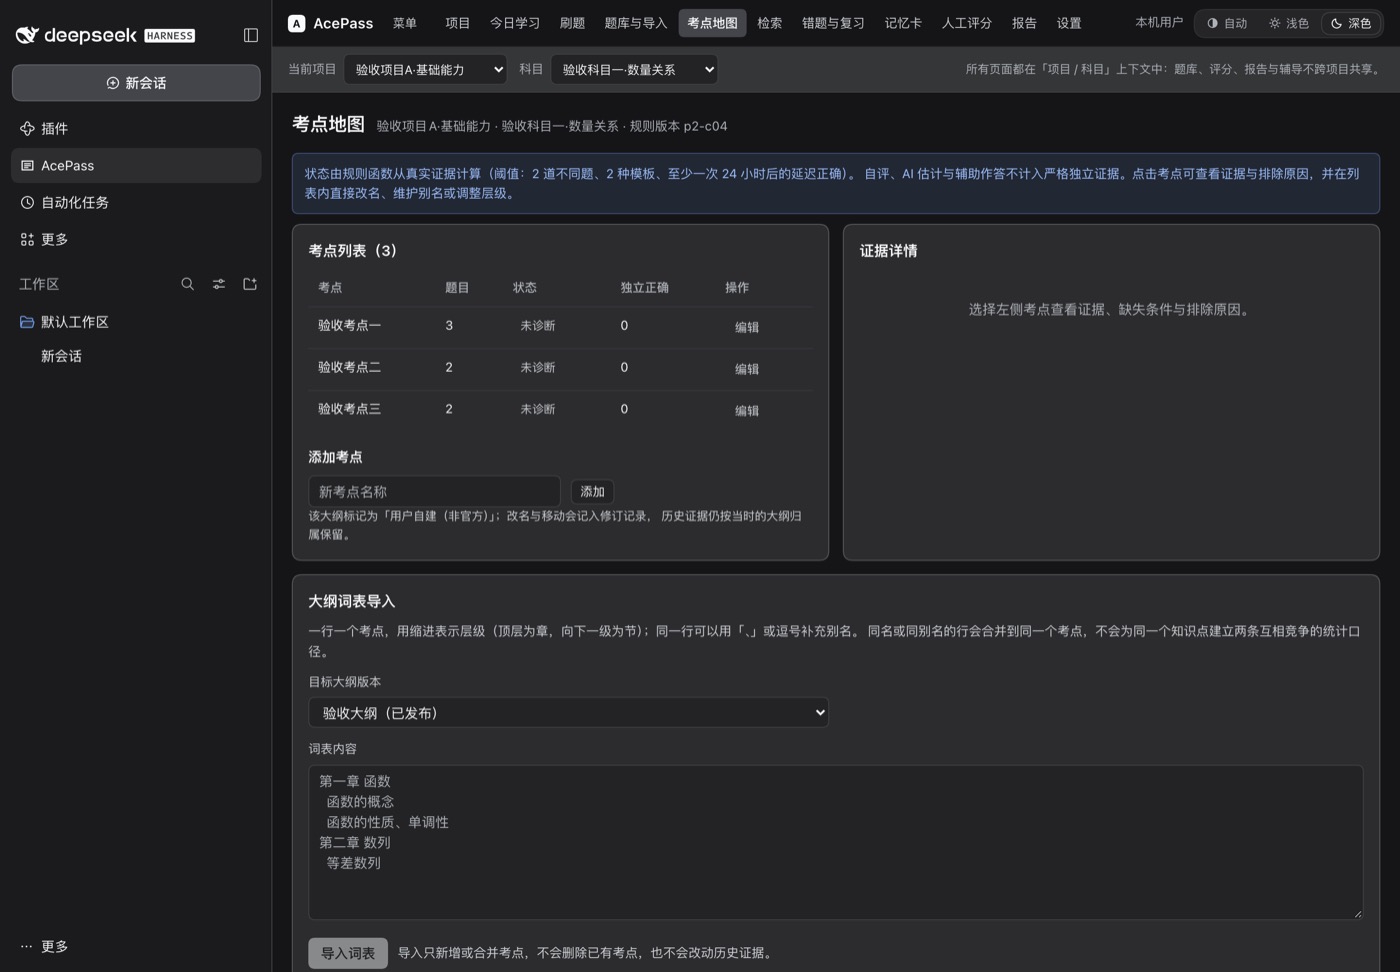 deepseek HARNESS
新会话
插件
AcePass
自动化任务
更多
工作区
默认工作区
新会话
更多
A AcePass 菜单 项目 今日学习 刷题 题库与导入 考点地图 检索 错题与复习 记忆卡 人工评分 报告 设置 本机用户 自动 浅色 深色
当前项目 验收项目A·基础能力 科目 验收科目一·数量关系 所有页面都在「项目 / 科目」上下文中：题库、评分、报告与辅导不跨项目共享。
考点地图 验收项目A·基础能力 · 验收科目一·数量关系 · 规则版本 p2-c04
状态由规则函数从真实证据计算（阈值：2 道不同题、2 种模板、至少一次 24 小时后的延迟正确）。 自评、AI 估计与辅助作答不计入严格独立证据。点击考点可查看证据与排除原因，并在列
表内直接改名、维护别名或调整层级。
考点列表（3）
考点 题目 状态 独立正确 操作
验收考点一 3 未诊断 0 编辑
验收考点二 2 未诊断 0 编辑
验收考点三 2 未诊断 0 编辑
添加考点
新考点名称 添加
该大纲标记为「用户自建（非官方）」；改名与移动会记入修订记录， 历史证据仍按当时的大纲归
属保留。
证据详情
选择左侧考点查看证据、缺失条件与排除原因。
大纲词表导入
一行一个考点，用缩进表示层级（顶层为章，向下一级为节）；同一行可以用「、」或逗号补充别名。 同名或同别名的行会合并到同一个考点，不会为同一个知识点建立两条互相竞争的统计口
径。
目标大纲版本
验收大纲（已发布）
词表内容
第一章 函数
函数的概念
函数的性质、单调性
第二章 数列
等差数列
导入词表 导入只新增或合并考点，不会删除已有考点，也不会改动历史证据。